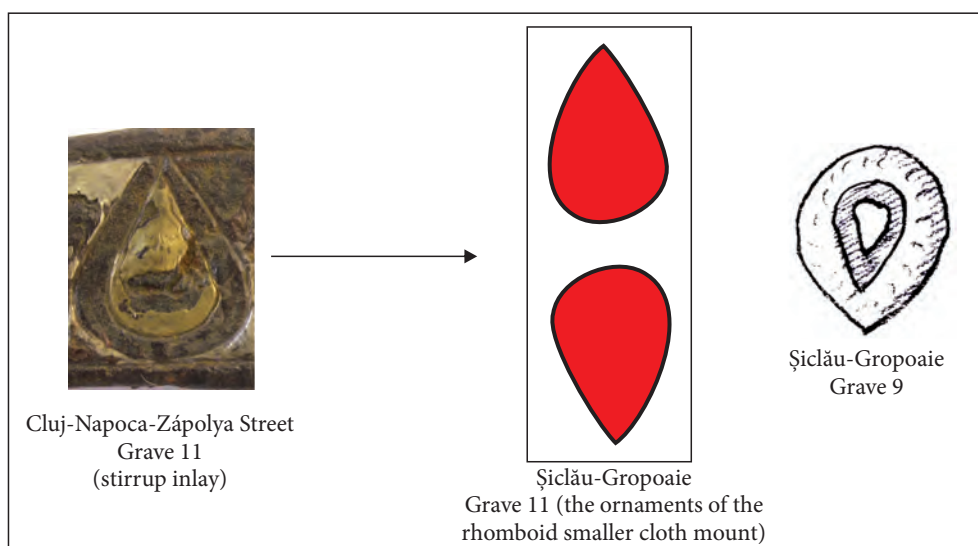 Cluj-Napoca-Zápolya Street
Grave 11
(stirrup inlay)
Șiclău-Gropoaie
Grave 11 (the ornaments of the
rhomboid smaller cloth mount)
Șiclău-Gropoaie
Grave 9